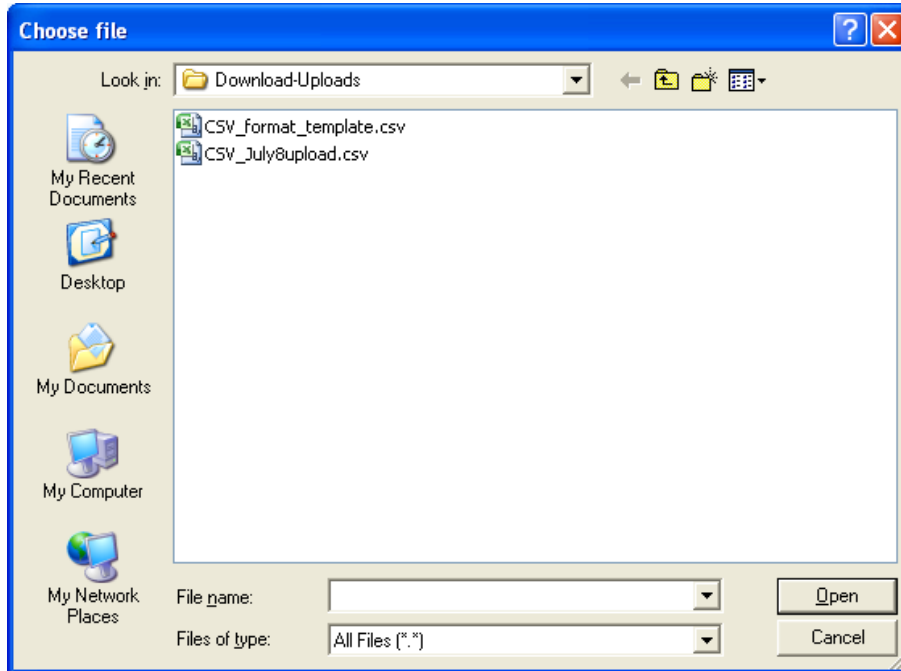 Choose file
Look in:
Download-Uploads
CSV_format_template.csv
CSV_July8upload.csv
My Recent
Documents
Desktop
My Documents
My Computer
My Network
Places
File name:
Open
Files of type:
All Files (*.*)
Cancel